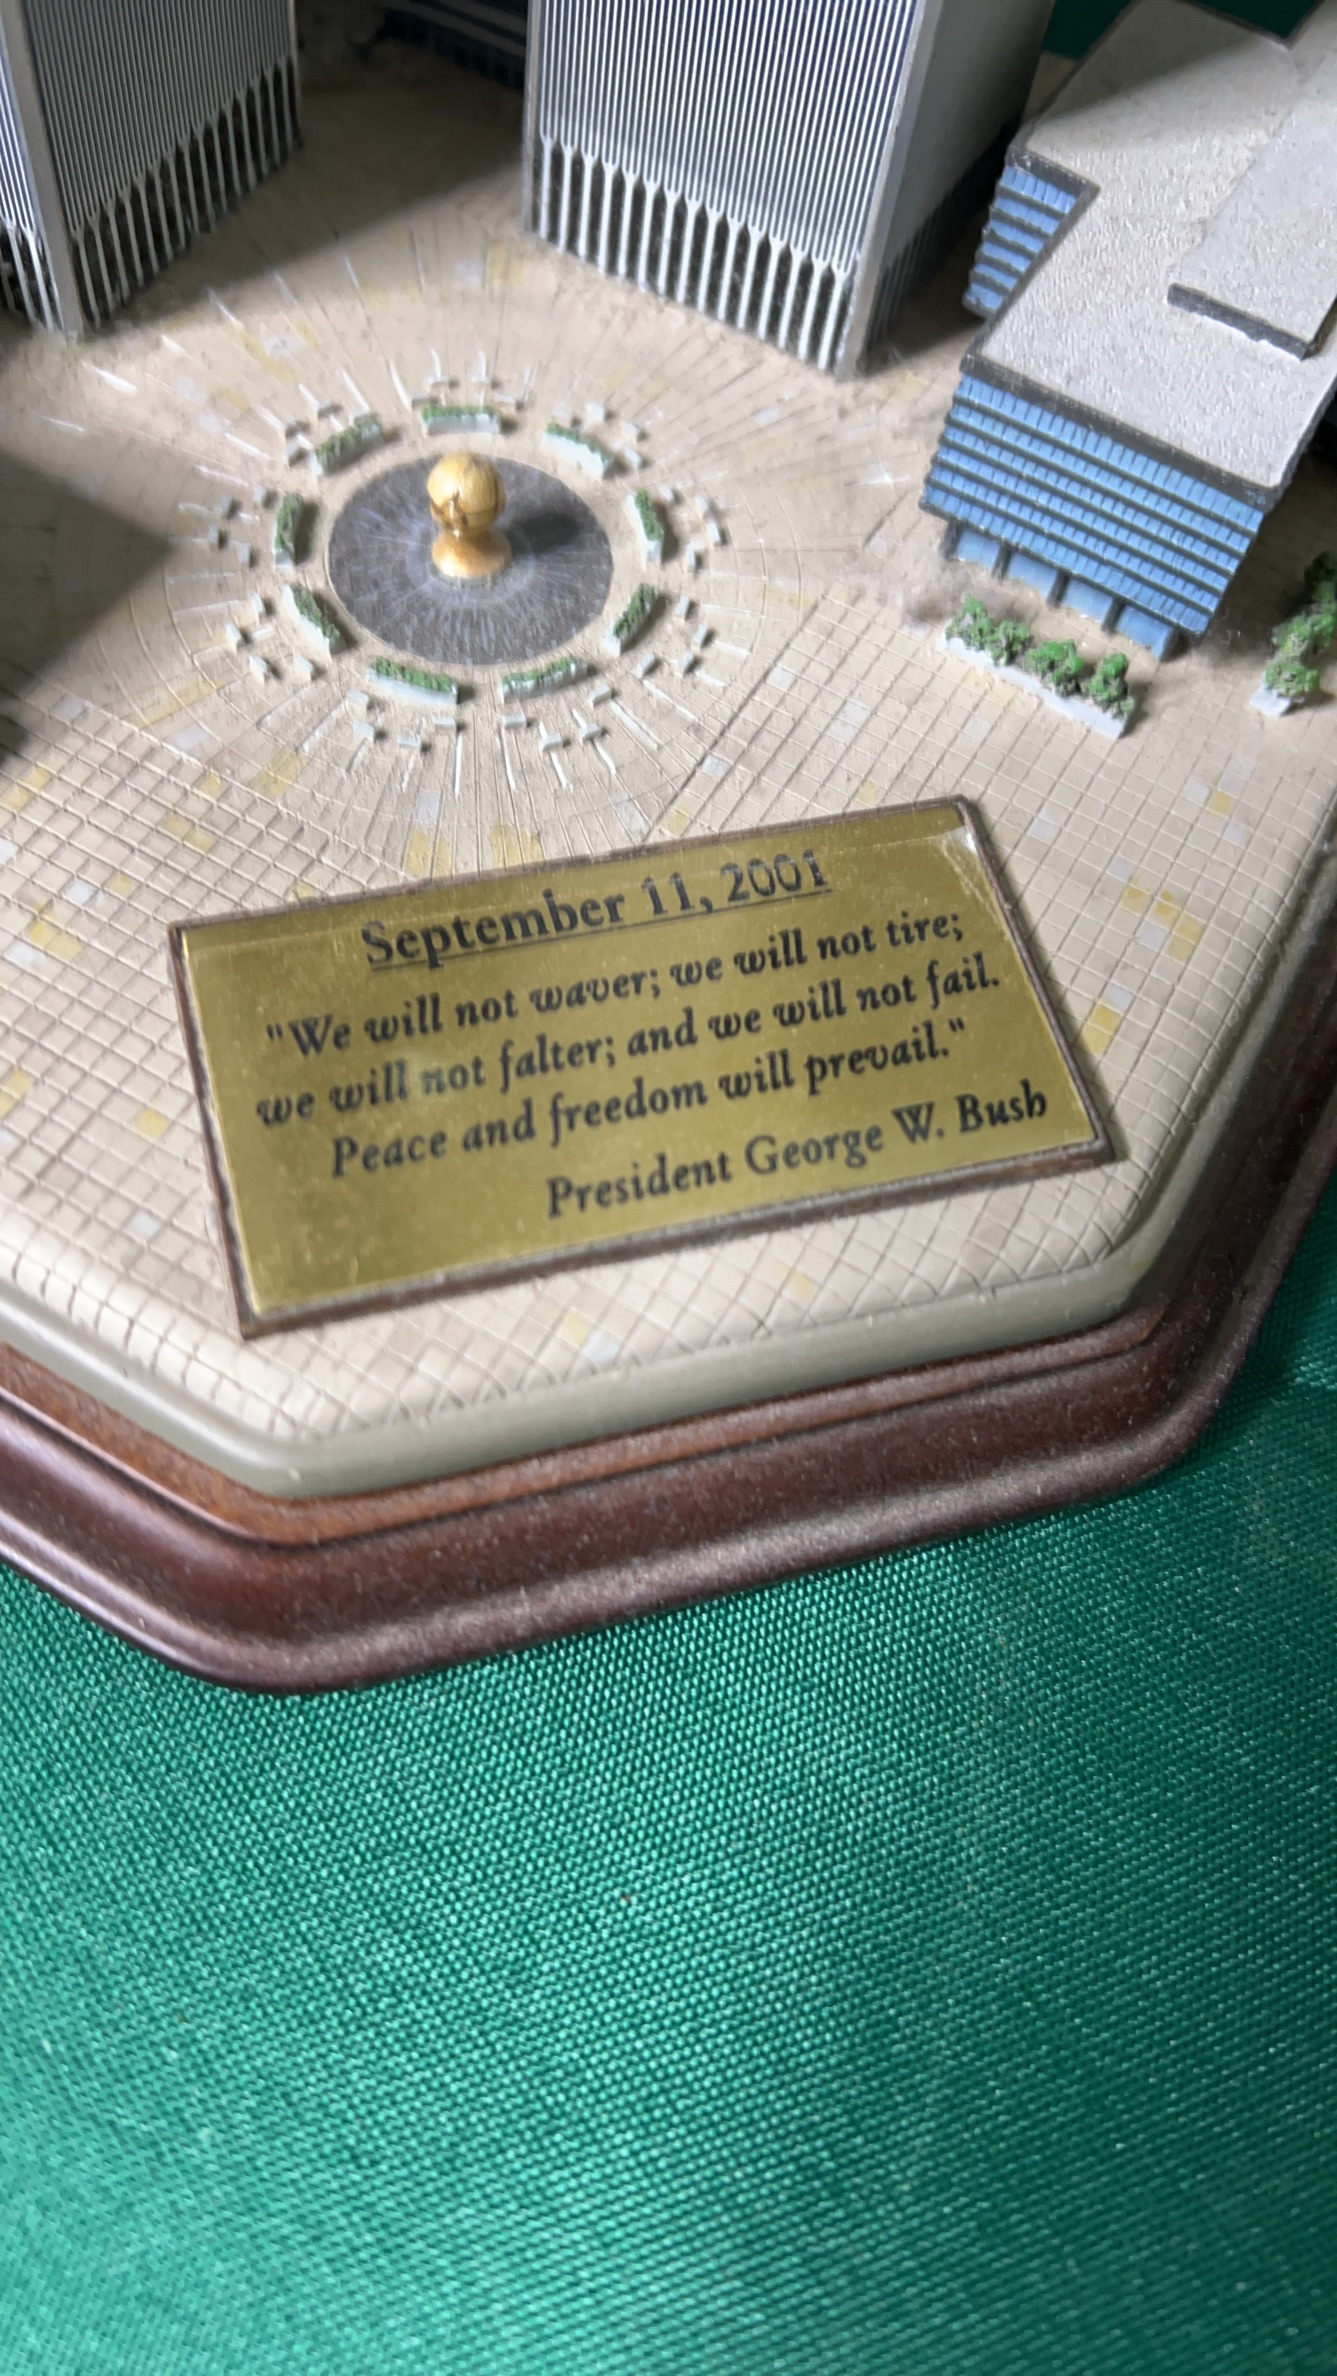 September 11, 2001
"We will not waver; we will not tire;
we will not falter; and we will not fail.
Peace and freedom will prevail."
President George W. Bush